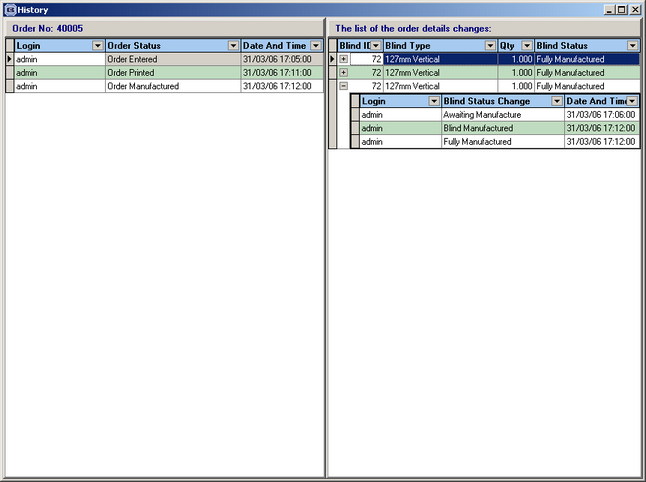 History
Order No: 40005
Login Order Status Date And Time
admin Order Entered 31/03/06 17:05:00
admin Order Printed 31/03/06 17:11:00
admin Order Manufactured 31/03/06 17:12:00
The list of the order details changes:
Blind ID Blind Type Qty Blind Status
72 127mm Vertical 1.000 Fully Manufactured
72 127mm Vertical 1.000 Fully Manufactured
72 127mm Vertical 1.000 Fully Manufactured
Login Blind Status Change Date And Time
admin Awaiting Manufacture 31/03/06 17:06:00
admin Blind Manufactured 31/03/06 17:12:00
admin Fully Manufactured 31/03/06 17:12:00